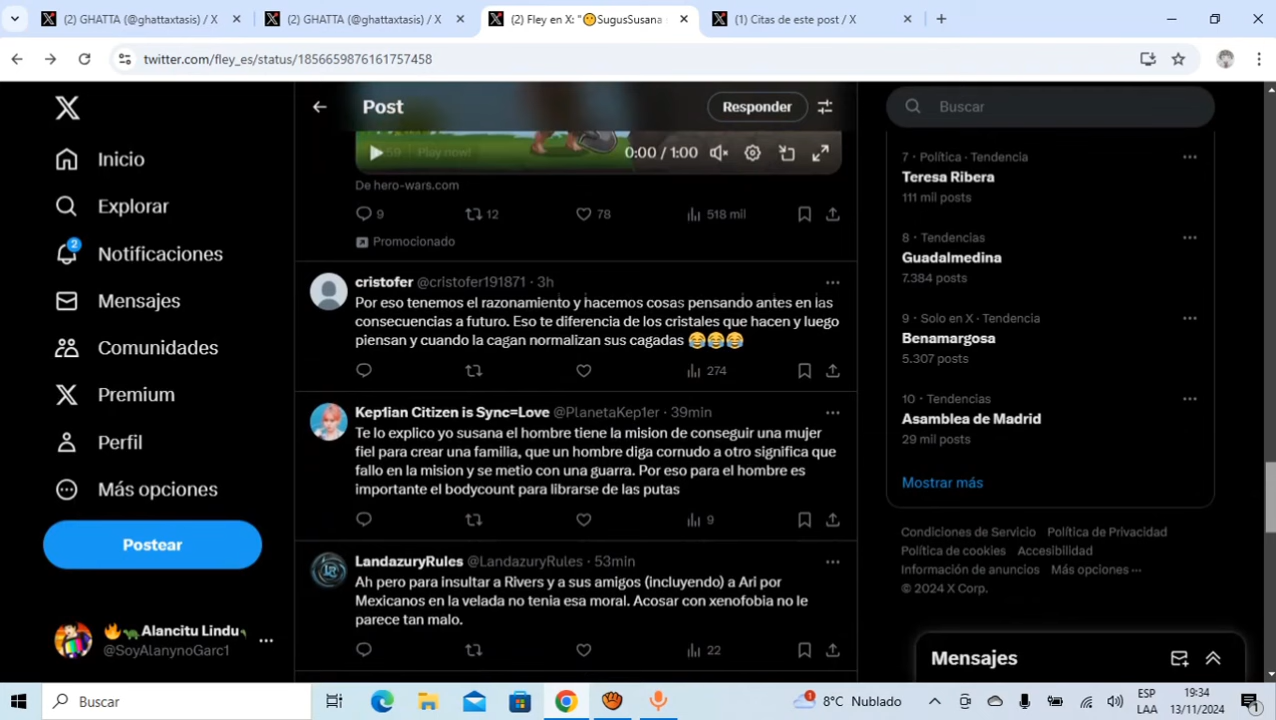 (2) GHATTA (@ghattaxtasis) / X
(2) GHATTA (@ghattaxtasis) / X
(2) Fley en X: "😶SugusSusana
(1) Citas de este post / X
twitter.com/fley_es/status/1856659876161757458
Inicio
Explorar
2
Notificaciones
Mensajes
Comunidades
Premium
Perfil
Más opciones
Postear
🔥🦖 Alancitu Lindu
@SoyAlanynoGarc1
Post
Responder
:59 Play now!
0:00 / 1:00
De hero-wars.com
9 12 78 518 mil
Promocionado
cristofer @cristofer191871 · 3h
Por eso tenemos el razonamiento y hacemos cosas pensando antes en las
consecuencias a futuro. Eso te diferencia de los cristales que hacen y luego
piensan y cuando la cagan normalizan sus cagadas 😂😂😂
274
Kep1ian Citizen is Sync=Love @PlanetaKep1er · 39min
Te lo explico yo susana el hombre tiene la mision de conseguir una mujer
fiel para crear una familia, que un hombre diga cornudo a otro significa que
fallo en la mision y se metio con una guarra. Por eso para el hombre es
importante el bodycount para librarse de las putas
9
LandazuryRules @LandazuryRules · 53min
Ah pero para insultar a Rivers y a sus amigos (incluyendo) a Ari por
Mexicanos en la velada no tenia esa moral. Acosar con xenofobia no le
parece tan malo.
22
Buscar
7 · Política · Tendencia
Teresa Ribera
111 mil posts
8 · Tendencias
Guadalmedina
7.384 posts
9 · Solo en X · Tendencia
Benamargosa
5.307 posts
10 · Tendencias
Asamblea de Madrid
29 mil posts
Mostrar más
Condiciones de Servicio Política de Privacidad
Política de cookies Accesibilidad
Información de anuncios Más opciones ···
© 2024 X Corp.
Mensajes
Buscar
1
8°C Nublado
ESP
LAA
19:34
13/11/2024
1